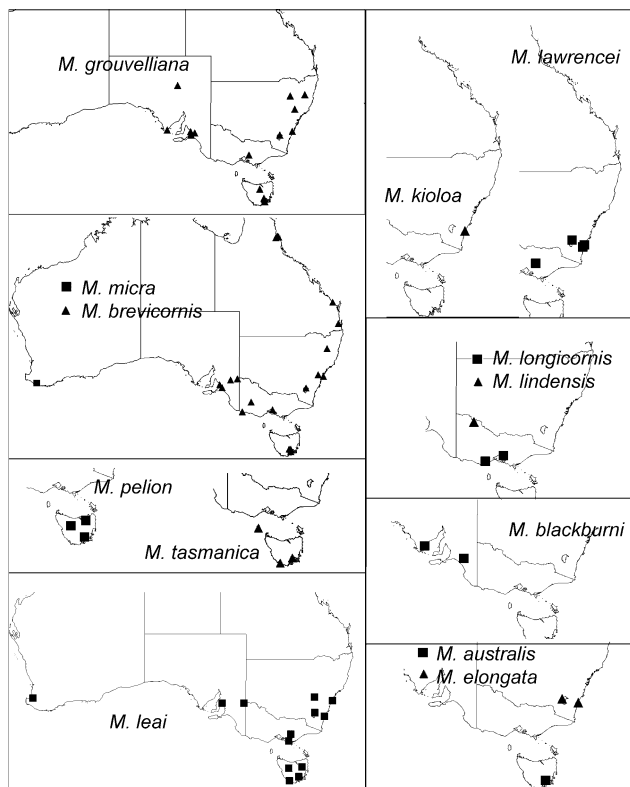 M. grouvelliana
M. micra
M. brevicornis
M. pelion
M. tasmanica
M. leai
M. lawrencei
M. kioloa
M. longicornis
M. lindensis
M. blackburni
M. australis
M. elongata